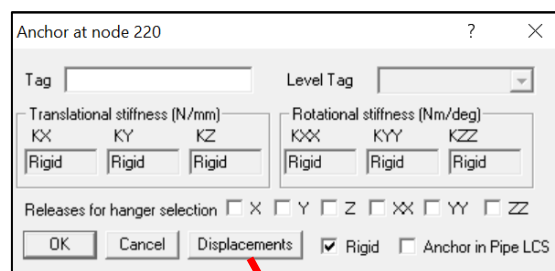 Anchor at node 220 ?
Tag Level Tag
Translational stiffness (N/mm) Rotational stiffness (Nm/deg)
KX KY KZ KXX KYY KZZ
Rigid Rigid Rigid Rigid Rigid Rigid
Releases for hanger selection X Y Z XX YY ZZ
OK Cancel Displacements Rigid Anchor in Pipe LCS